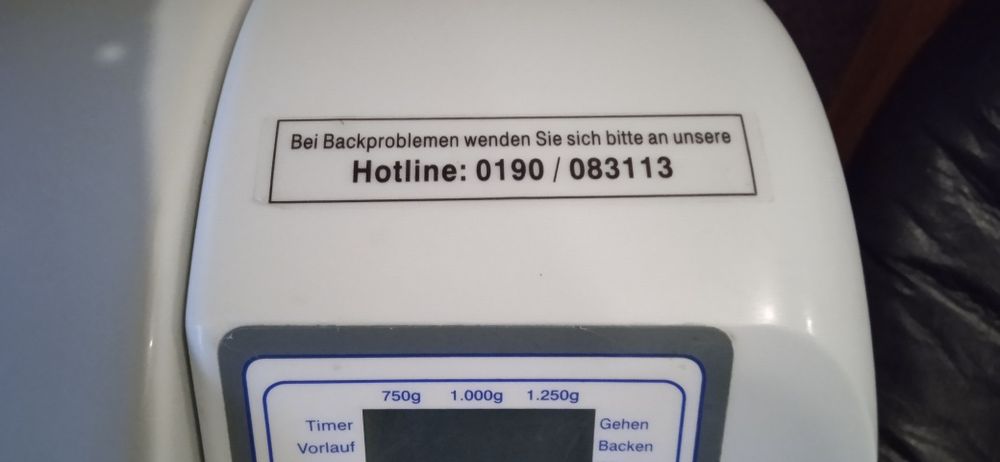 Bei Backproblemen wenden Sie sich bitte an unsere
Hotline: 0190 / 083113
750g 1.000g 1.250g
Timer Gehen
Vorlauf Backen